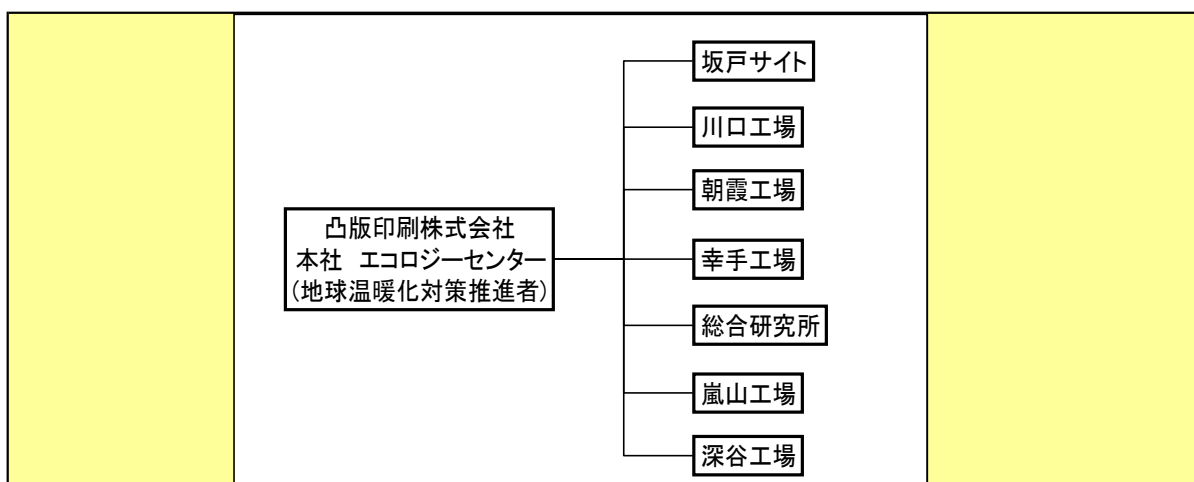 坂戸サイト
川口工場
朝霞工場
凸版印刷株式会社
本社　エコロジーセンター
(地球温暖化対策推進者)
幸手工場
総合研究所
嵐山工場
深谷工場